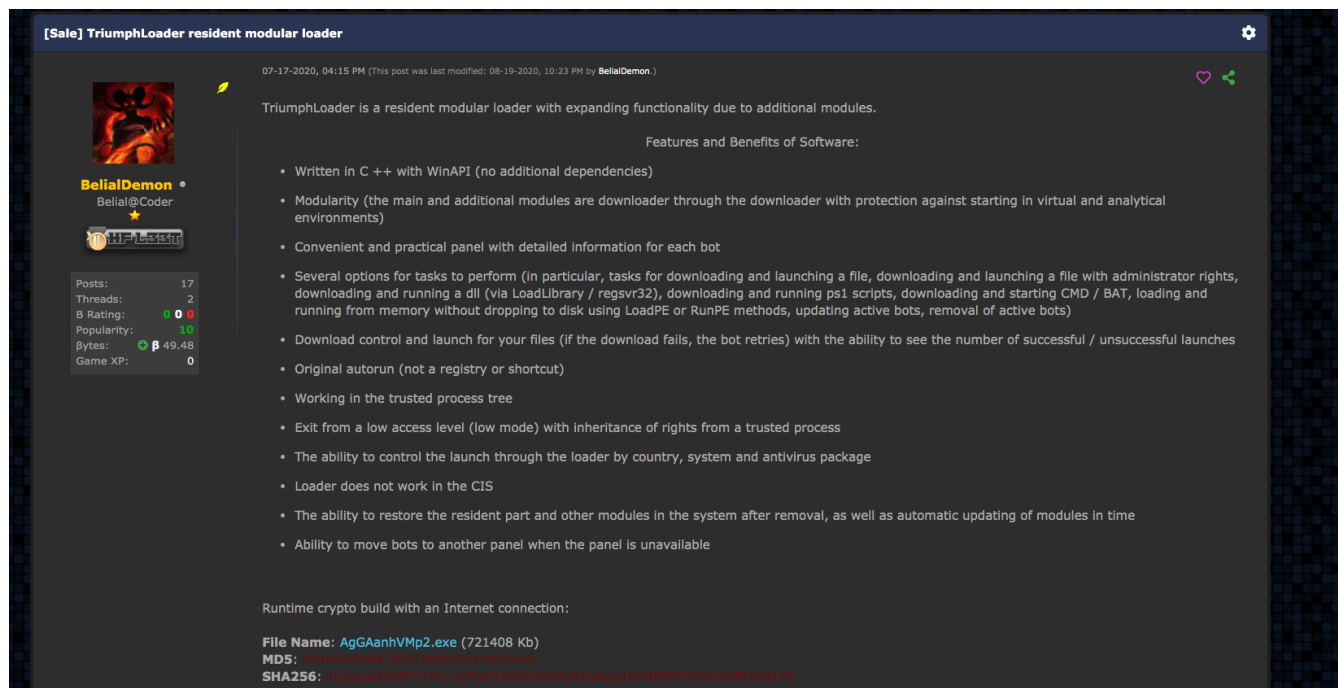 [Sale] TriumphLoader resident modular loader
07-17-2020, 04:15 PM (This post was last modified: 08-19-2020, 10:23 PM by BelialDemon.)
BelialDemon
Belial@Coder
HF L33T
Posts: 17
Threads: 2
B Rating: 0 0 0
Popularity: 10
βytes: β 49.48
Game XP: 0
TriumphLoader is a resident modular loader with expanding functionality due to additional modules.
Features and Benefits of Software:
• Written in C ++ with WinAPI (no additional dependencies)
• Modularity (the main and additional modules are downloader through the downloader with protection against starting in virtual and analytical
environments)
• Convenient and practical panel with detailed information for each bot
• Several options for tasks to perform (in particular, tasks for downloading and launching a file, downloading and launching a file with administrator rights,
downloading and running a dll (via LoadLibrary / regsvr32), downloading and running ps1 scripts, downloading and starting CMD / BAT, loading and
running from memory without dropping to disk using LoadPE or RunPE methods, updating active bots, removal of active bots)
• Download control and launch for your files (if the download fails, the bot retries) with the ability to see the number of successful / unsuccessful launches
• Original autorun (not a registry or shortcut)
• Working in the trusted process tree
• Exit from a low access level (low mode) with inheritance of rights from a trusted process
• The ability to control the launch through the loader by country, system and antivirus package
• Loader does not work in the CIS
• The ability to restore the resident part and other modules in the system after removal, as well as automatic updating of modules in time
• Ability to move bots to another panel when the panel is unavailable
Runtime crypto build with an Internet connection:
File Name: AgGAanhVMp2.exe (721408 Kb)
MD5:
SHA256: